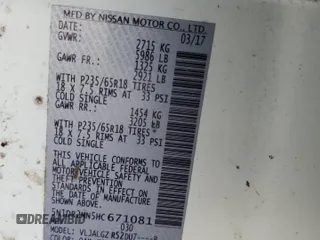 MFD BY NISSAN MOTOR CO., LTD.
DATE: 03/17
GVWR: 2715 KG
5986 LB
GAWR FR.: 1325 KG
2921 LB
WITH P235/65R18 TIRES
18 X 7.5 RIMS AT 33 PSI
COLD SINGLE
GAWR RR.: 1454 KG
3205 LB
WITH P235/65R18 TIRES
18 X 7.5 RIMS AT 33 PSI
COLD SINGLE
THIS VEHICLE CONFORMS
TO ALL APPLICABLE FEDERAL
MOTOR VEHICLE SAFETY AND
THEFT PREVENTION STANDARDS
IN EFFECT ON THE DATE OF
MANUFACTURE SHOWN ABOVE.
671081
030
MODEL:
COLOR: